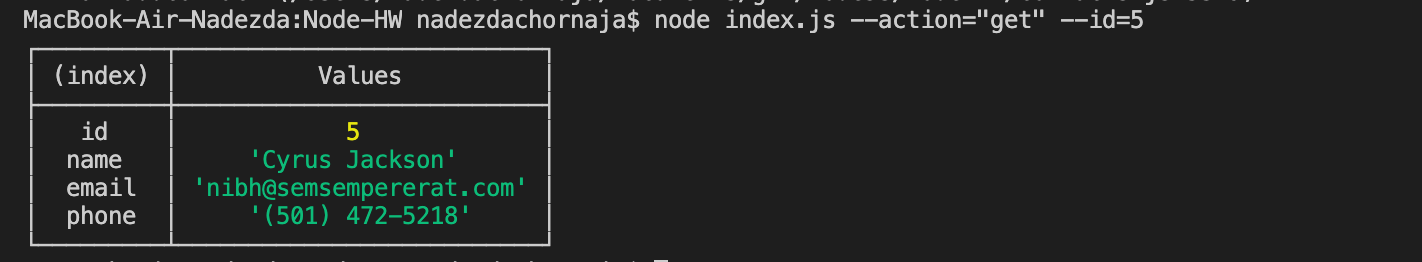 MacBook-Air-Nadezda:Node-HW nadezdachornaja$ node index.js --action="get" --id=5
(index) Values
id 5
name 'Cyrus Jackson'
email 'nibh@semsempererat.com'
phone '(501) 472-5218'